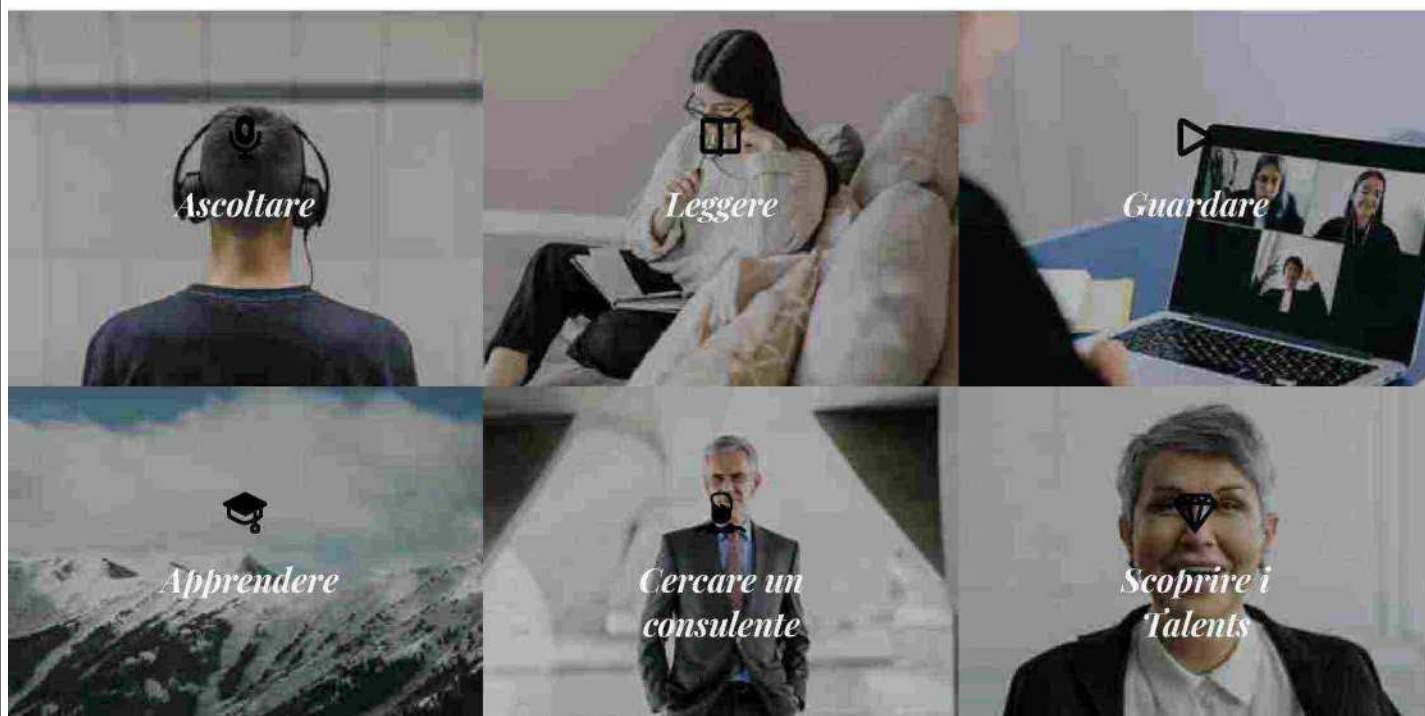 Ascoltare
Leggere
Guardare
Apprendere
Cercare un
consulente
Scoprire i
Talents